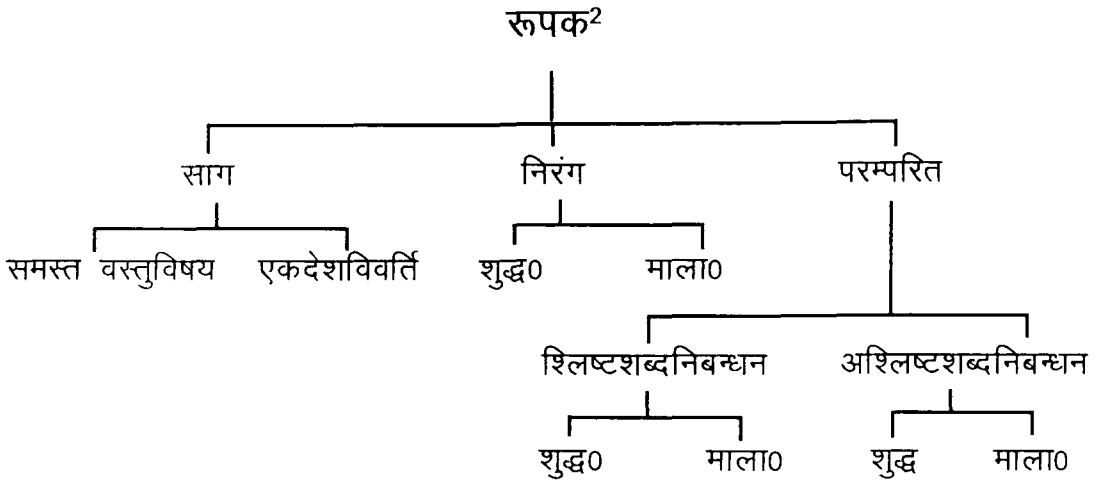 रूपक²
साग निरंग परम्परित
समस्त वस्तुविषय एकदेशविवर्ति शुद्ध0 माला0
श्लिष्टशब्दनिबन्धन अश्लिष्टशब्दनिबन्धन
शुद्ध0 माला0 शुद्ध माला0